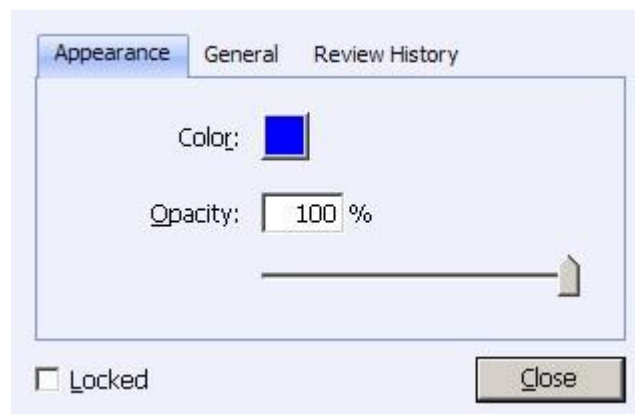 Appearance General Review History
Color:
Opacity: 100 %
Locked Close